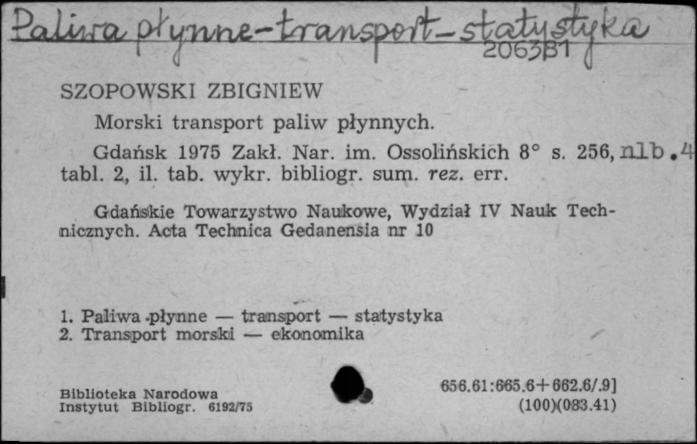 Paliwa płynne-transport-statystyka
2063B1
SZOPOWSKI ZBIGNIEW
Morski transport paliw płynnych.
Gdańsk 1975 Zakł. Nar. im. Ossolińskich 8° s. 256, nlb.4
tabl. 2, il. tab. wykr. bibliogr. sum. rez. err.
Gdańskie Towarzystwo Naukowe, Wydział IV Nauk Tech-
nicznych. Acta Technica Gedanensia nr 10
1. Paliwa płynne — transport — statystyka
2. Transport morski — ekonomika
Biblioteka Narodowa
Instytut Bibliogr. 6192/75
656.61:665.6+662.6/.9]
(100)(083.41)